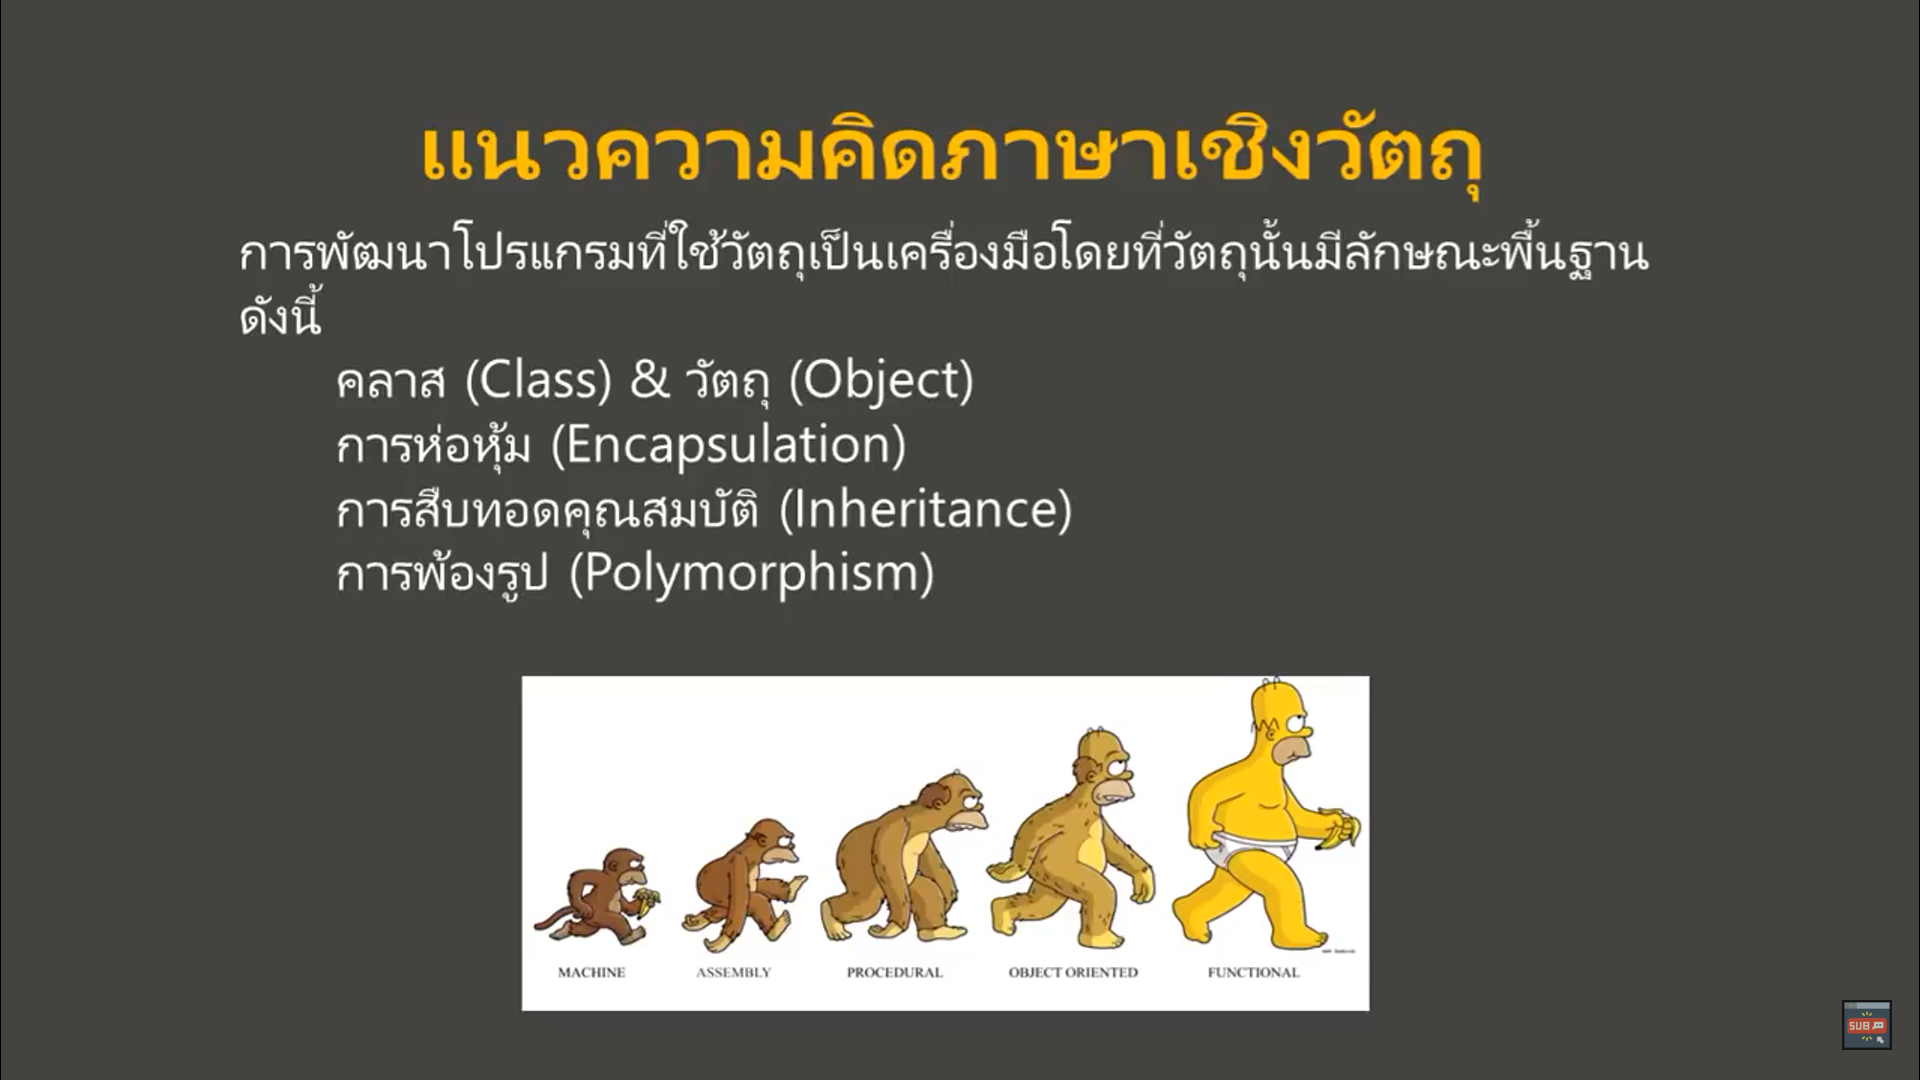 แนวความคิดภาษาเชิงวัตถุ
การพัฒนาโปรแกรมที่ใช้วัตถุเป็นเครื่องมือโดยที่วัตถุนั้นมีลักษณะพื้นฐาน
ดังนี้
คลาส (Class) & วัตถุ (Object)
การห่อหุ้ม (Encapsulation)
การสืบทอดคุณสมบัติ (Inheritance)
การพ้องรูป (Polymorphism)
MACHINE
ASSEMBLY
PROCEDURAL
OBJECT ORIENTED
FUNCTIONAL
SUB